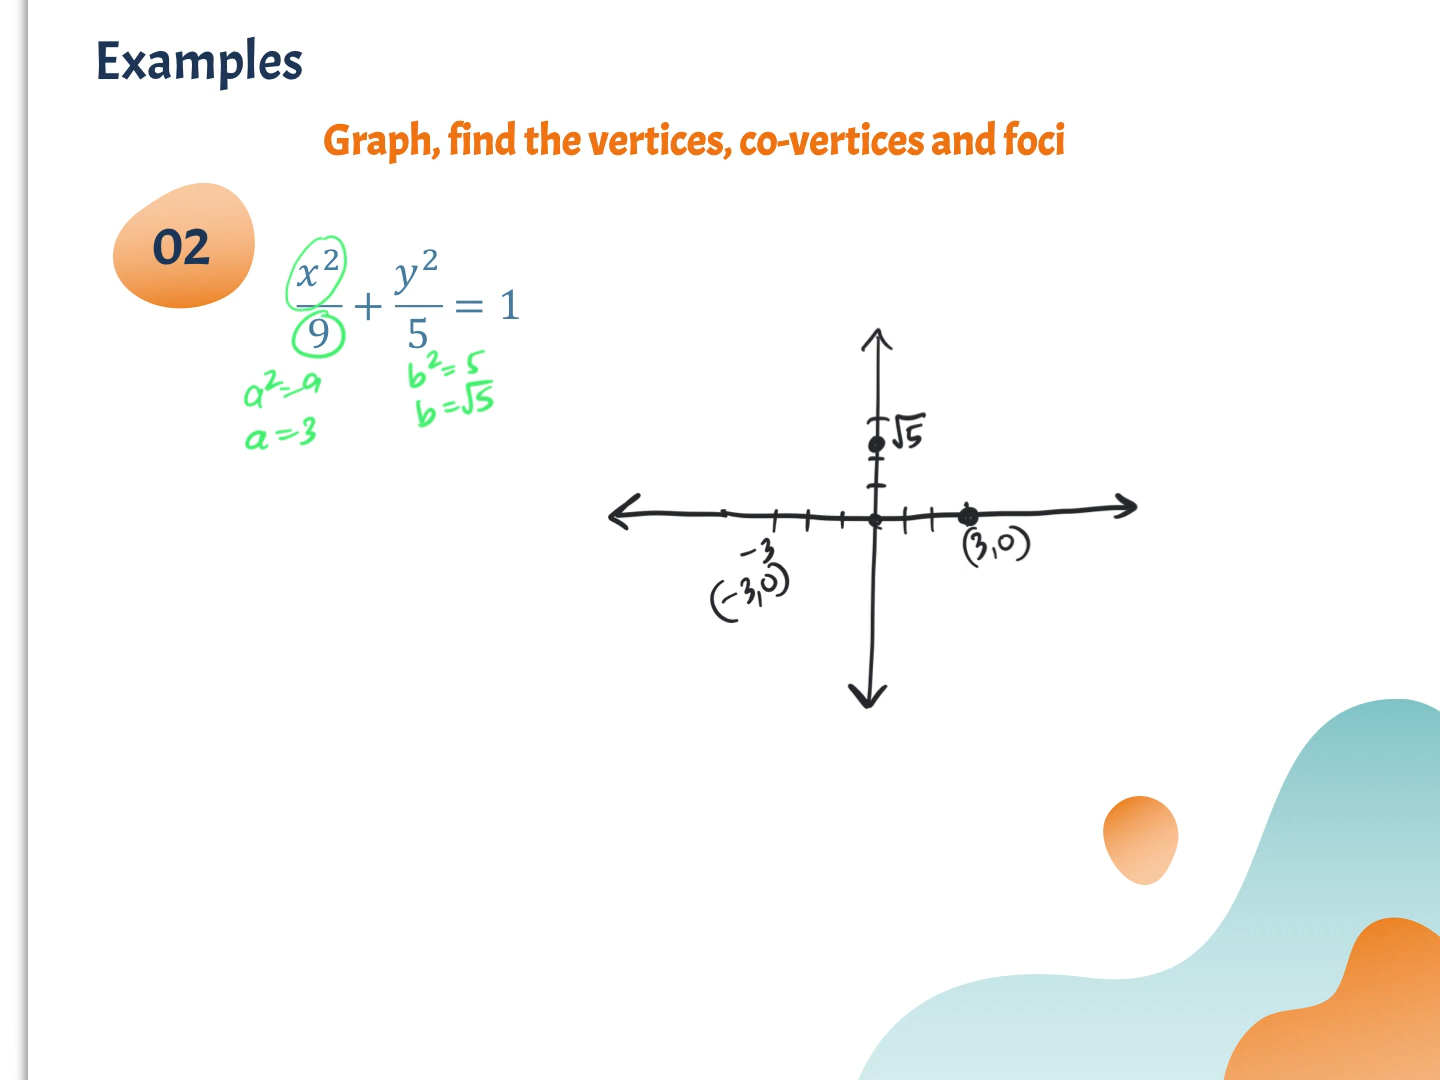 Examples
Graph, find the vertices, co-vertices and foci
02
x²/9 + y²/5 = 1
a² = 9
a = 3
b² = 5
b = √5
√5
-3
(-3,0)
(3,0)